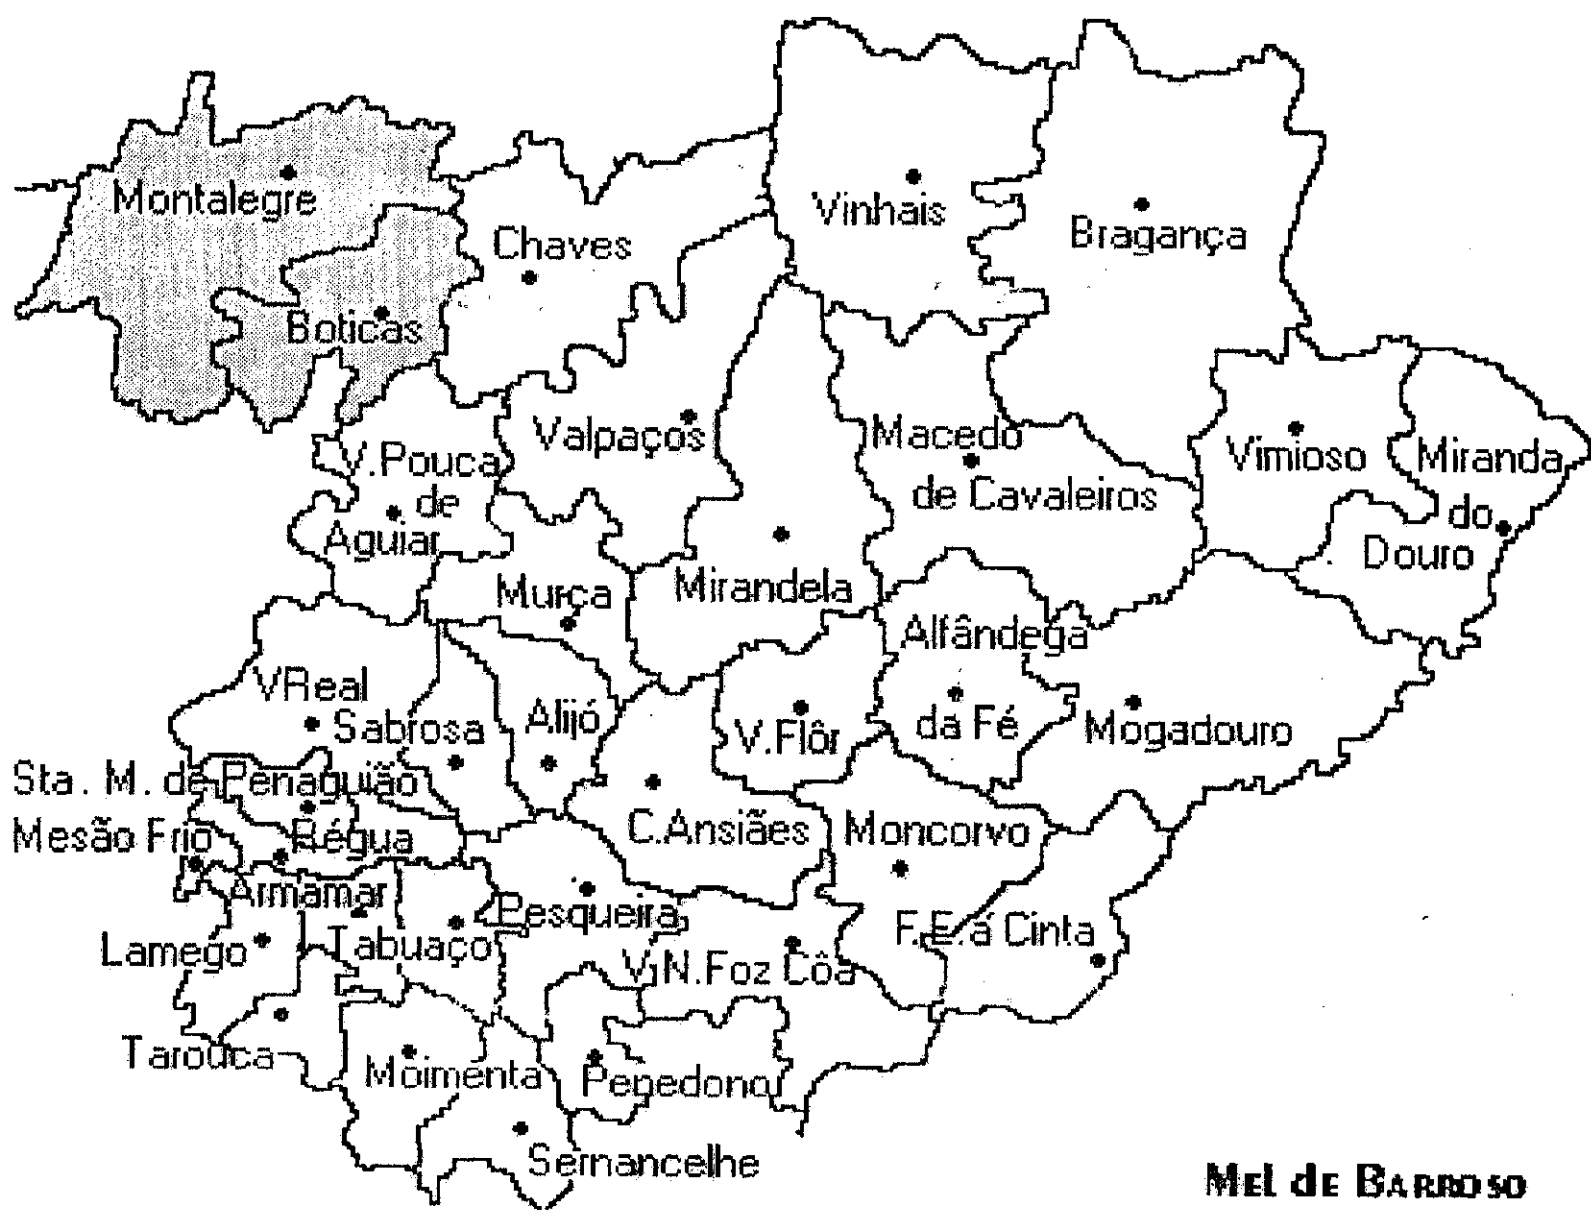 Montalegre
Vinhais
Bragança
Chaves
Boticas
Valpaços
Macedo
de Cavaleiros
Vimioso
Miranda
do
Douro
V.Pouca
de
Aguiar
Murça
Mirandela
Alfândega
da Fé
VReal
Sabrosa
Alijó
V.Flôr
Mogadouro
Sta. M. de Penaguião
Mesão Frio
Régua
C.Ansiães
Moncorvo
Armamar
Pesqueira
F.E.á Cinta
Lamego
Tabuaço
V.N.Foz Côa
Tarouca
Moimenta
Penedono
Sernancelhe
MEL dE BARROSO